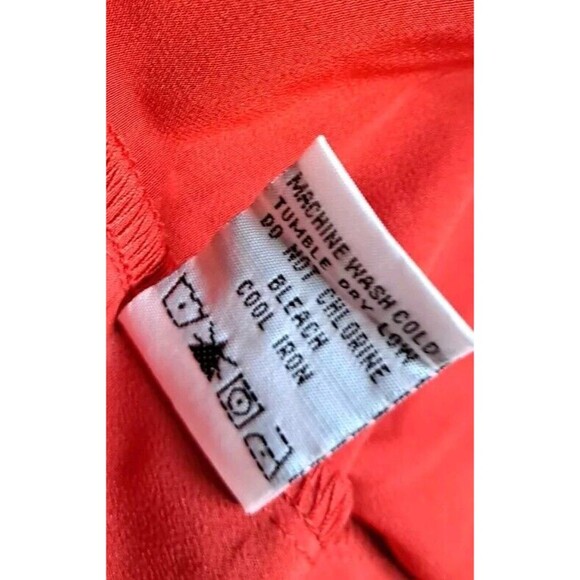 MACHINE WASH COLD
TUMBLE DRY LOW
DO NOT CHLORINE
BLEACH
COOL IRON